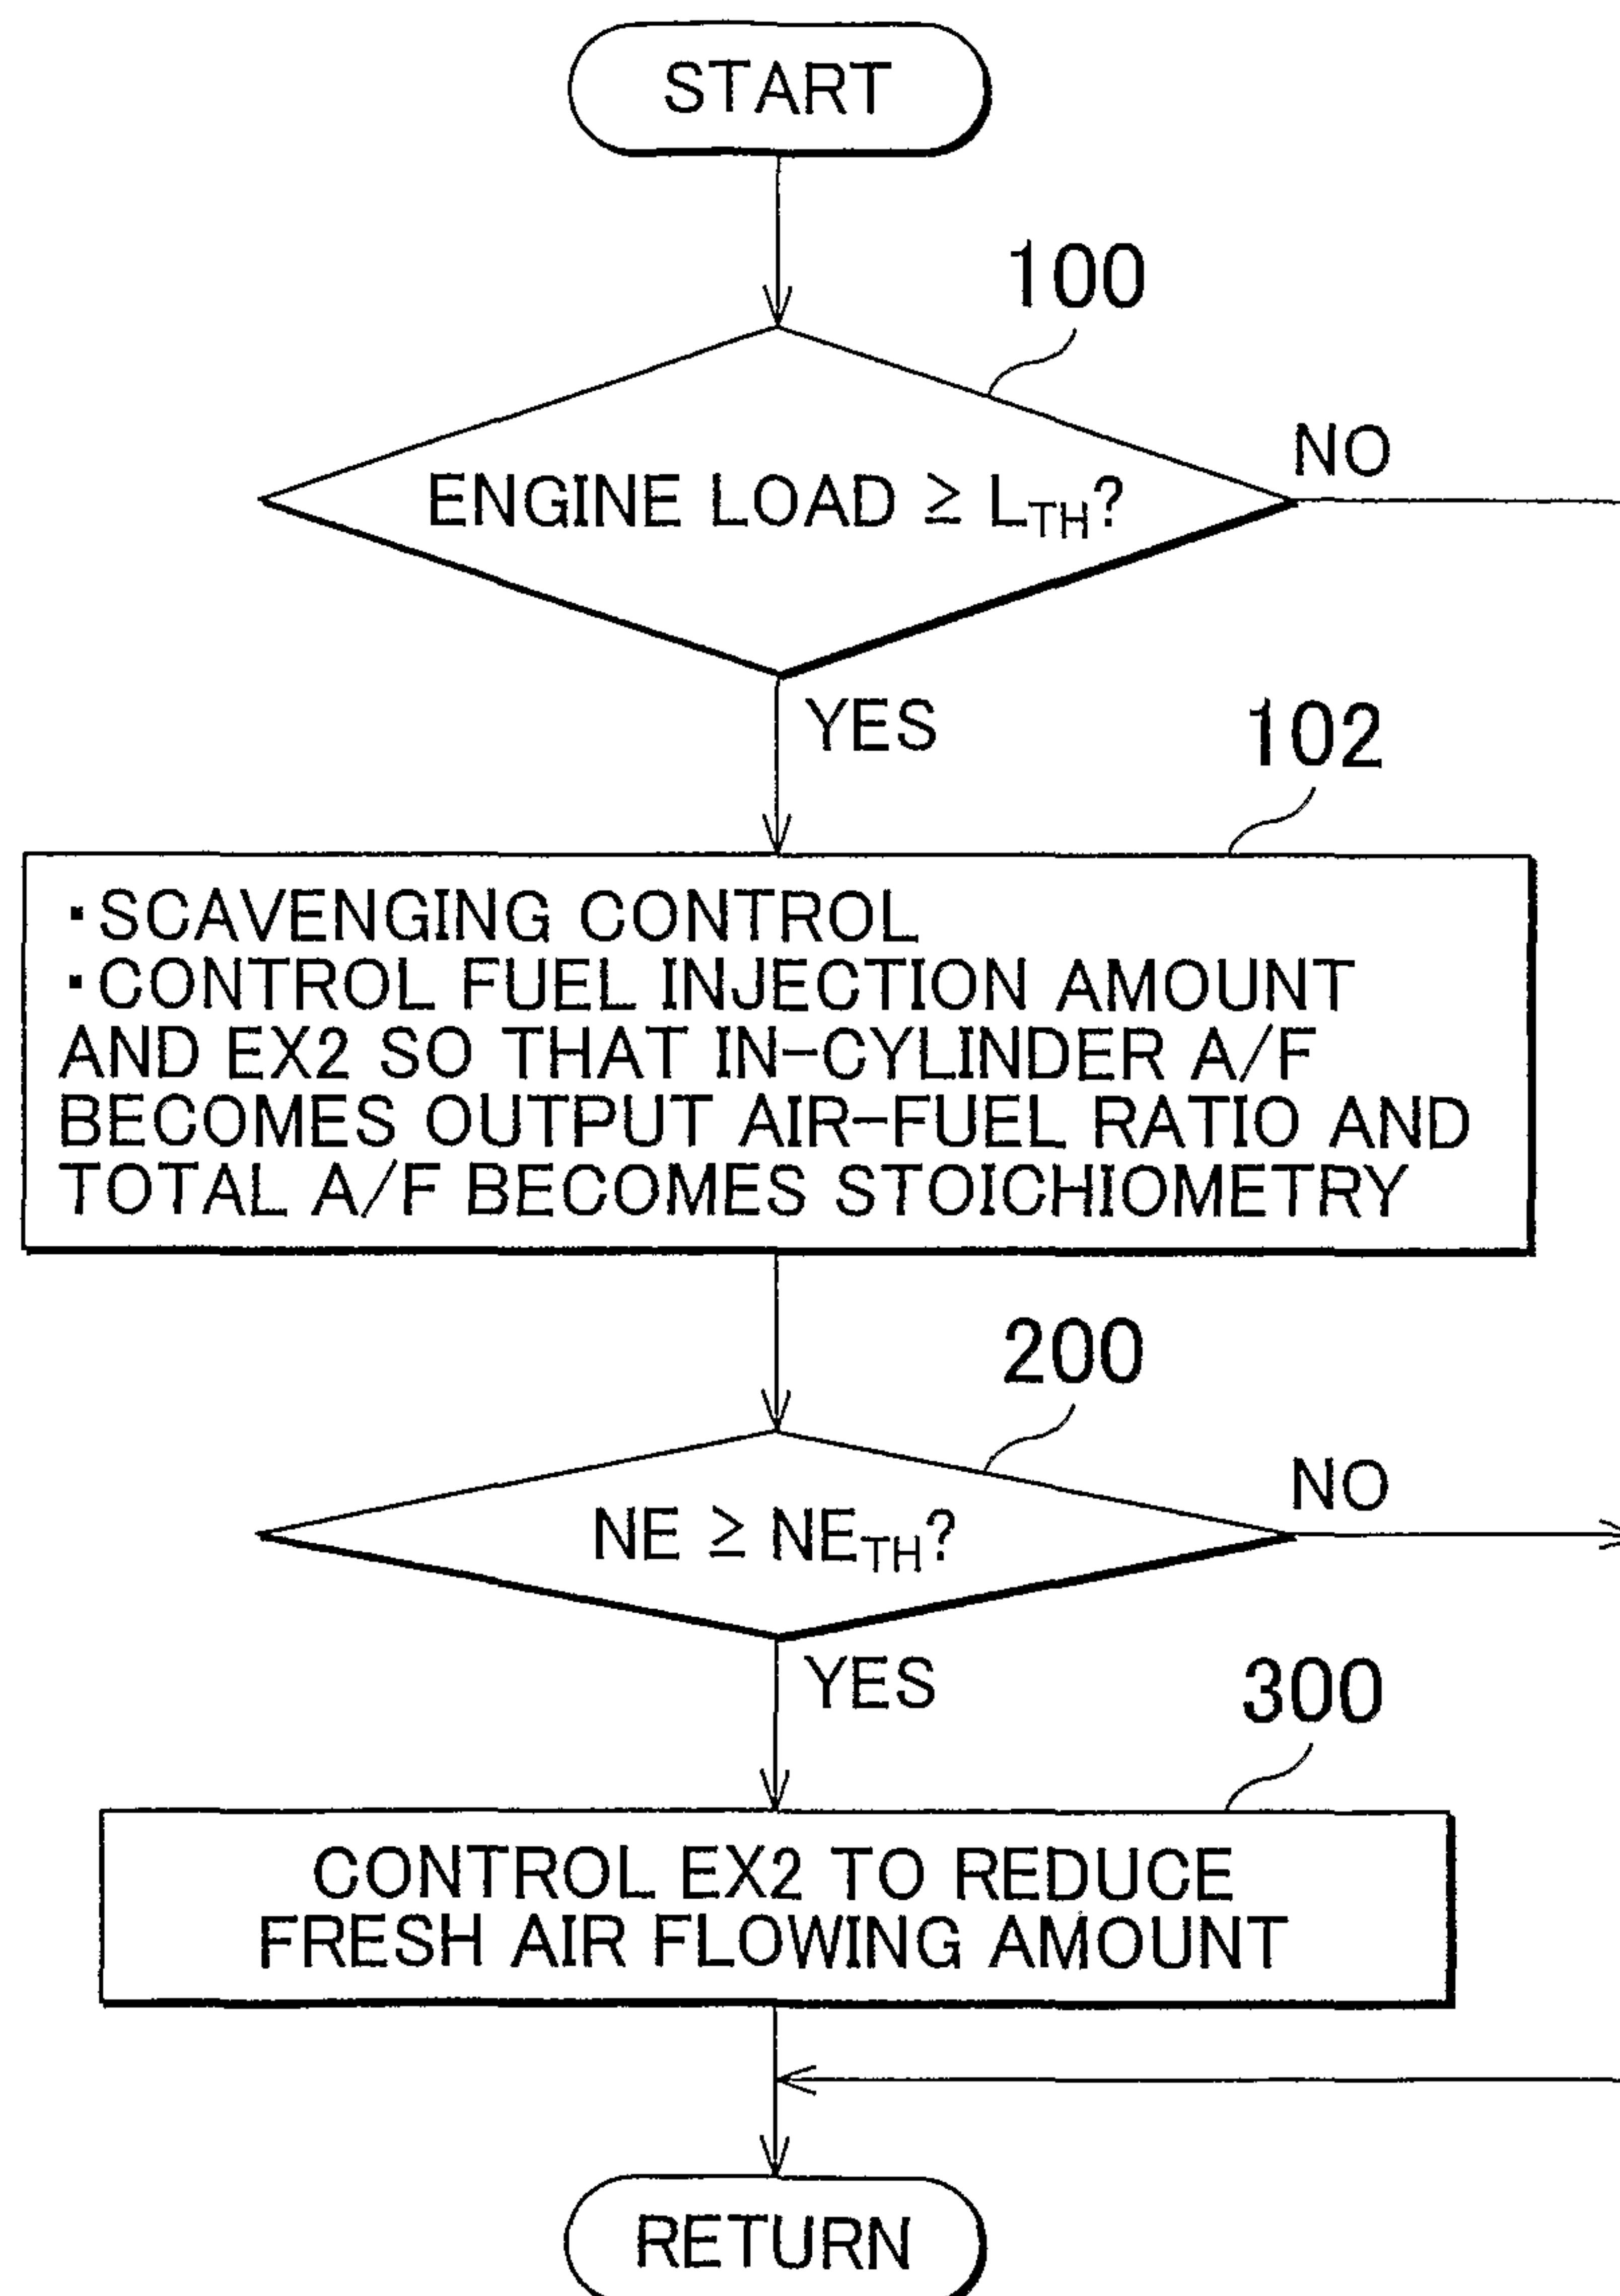 START
100
ENGINE LOAD ≥ LTH?
NO
YES
102
▪SCAVENGING CONTROL
▪CONTROL FUEL INJECTION AMOUNT
AND EX2 SO THAT IN-CYLINDER A/F
BECOMES OUTPUT AIR-FUEL RATIO AND
TOTAL A/F BECOMES STOICHIOMETRY
200
NE ≥ NETH?
NO
YES
300
CONTROL EX2 TO REDUCE
FRESH AIR FLOWING AMOUNT
RETURN